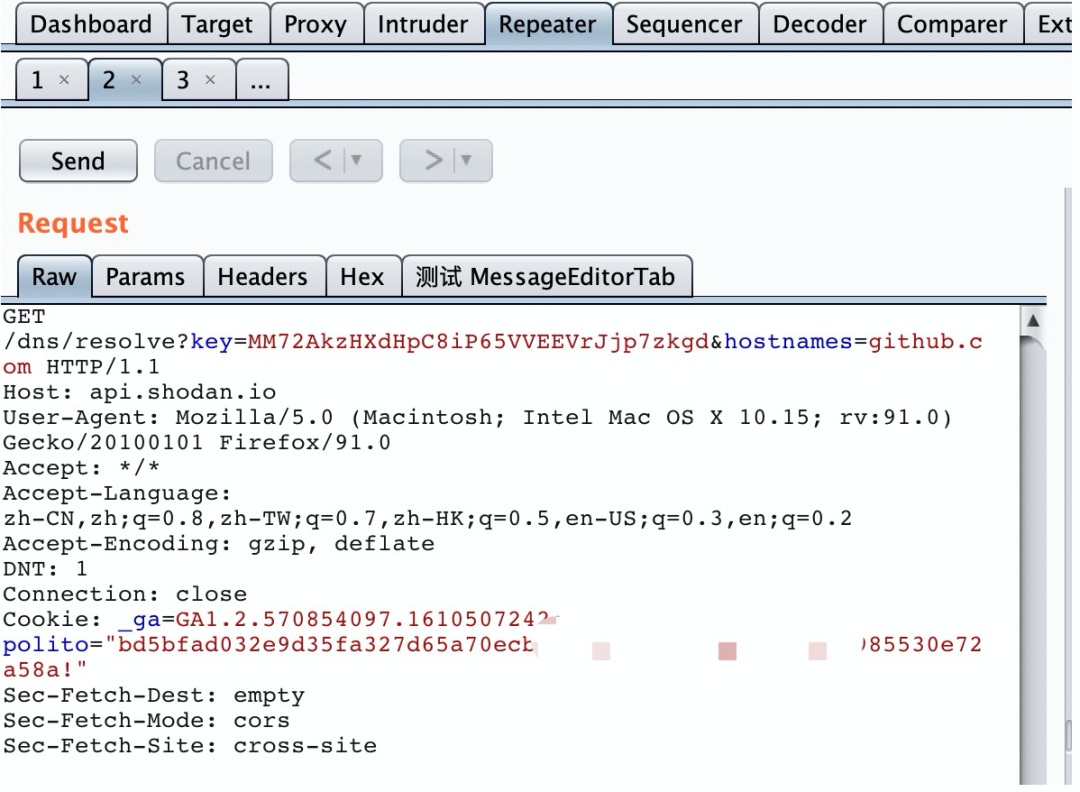 Dashboard Target Proxy Intruder Repeater Sequencer Decoder Comparer Ext
1 × 2 × 3 × ...
Send Cancel < ▼ > ▼
Request
Raw Params Headers Hex 测试 MessageEditorTab
GET
/dns/resolve?key=MM72AkzHXdHpC8iP65VVEEVrJjp7zkgd&hostnames=github.c
om HTTP/1.1
Host: api.shodan.io
User-Agent: Mozilla/5.0 (Macintosh; Intel Mac OS X 10.15; rv:91.0)
Gecko/20100101 Firefox/91.0
Accept: */*
Accept-Language:
zh-CN,zh;q=0.8,zh-TW;q=0.7,zh-HK;q=0.5,en-US;q=0.3,en;q=0.2
Accept-Encoding: gzip, deflate
DNT: 1
Connection: close
Cookie: _ga=GA1.2.570854097.1610507242
polito="bd5bfad032e9d35fa327d65a70ecb 85530e72
a58a!"
Sec-Fetch-Dest: empty
Sec-Fetch-Mode: cors
Sec-Fetch-Site: cross-site